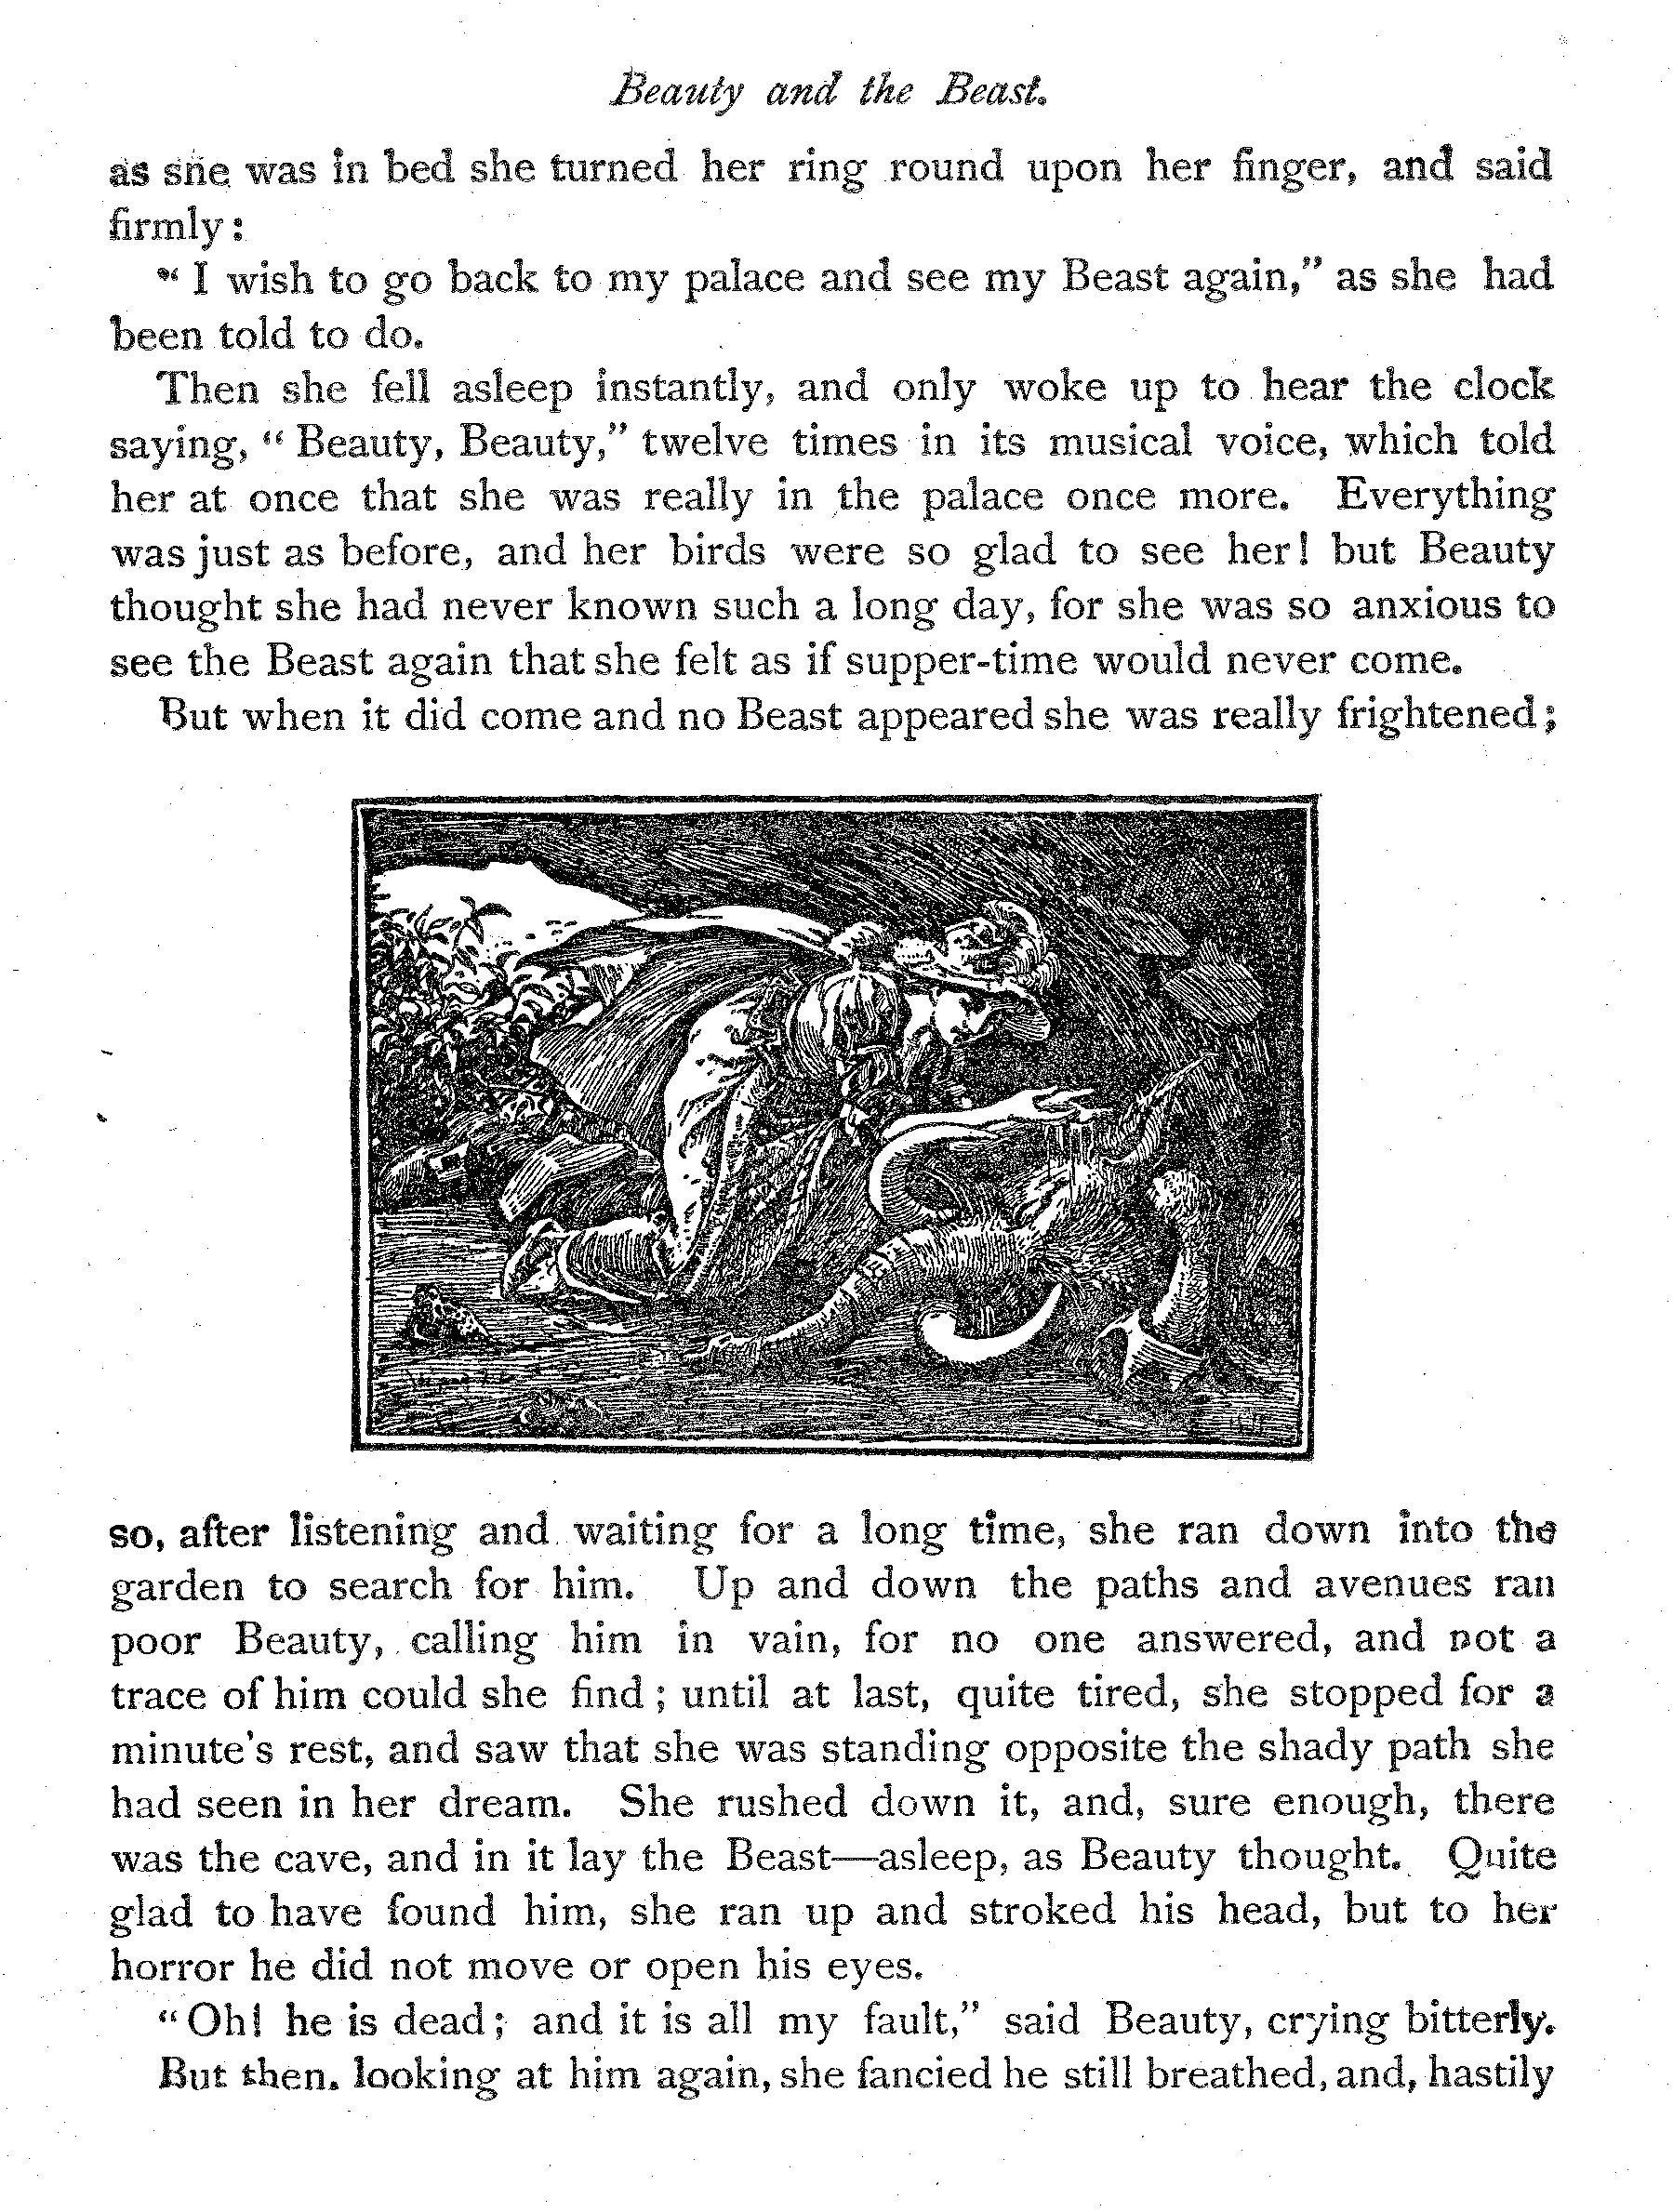 Beauty and the Beast.
as she was in bed she turned her ring round upon her finger, and said
firmly:
" I wish to go back to my palace and see my Beast again," as she had
been told to do.
Then she fell asleep instantly, and only woke up to hear the clock
saying, " Beauty, Beauty," twelve times in its musical voice, which told
her at once that she was really in the palace once more. Everything
was just as before, and her birds were so glad to see her! but Beauty
thought she had never known such a long day, for she was so anxious to
see the Beast again that she felt as if supper-time would never come.
But when it did come and no Beast appeared she was really frightened;
so, after listening and waiting for a long time, she ran down into the
garden to search for him. Up and down the paths and avenues ran
poor Beauty, calling him in vain, for no one answered, and not a
trace of him could she find ; until at last, quite tired, she stopped for a
minute's rest, and saw that she was standing opposite the shady path she
had seen in her dream. She rushed down it, and, sure enough, there
was the cave, and in it lay the Beast—asleep, as Beauty thought. Quite
glad to have found him, she ran up and stroked his head, but to her
horror he did not move or open his eyes.
"Oh! he is dead; and it is all my fault," said Beauty, crying bitterly.
But then. looking at him again, she fancied he still breathed, and, hastily